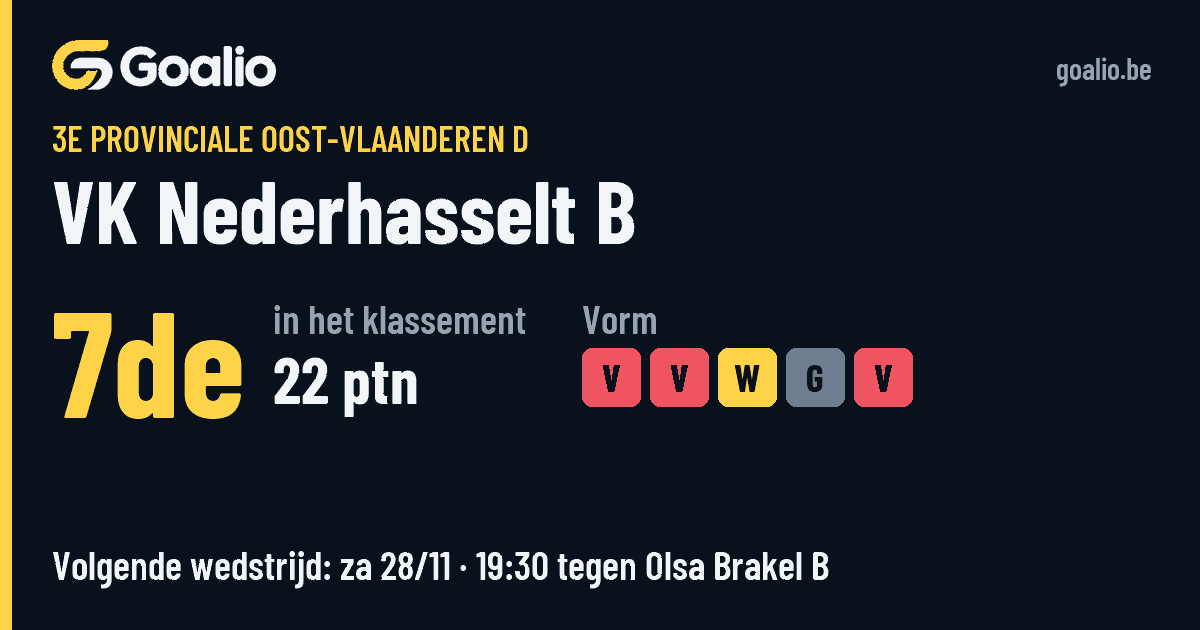 Goalio
goalio.be
3E PROVINCIALE OOST-VLAANDEREN D
VK Nederhasselt B
7de
in het klassement
22 ptn
Vorm
V V W G V
Volgende wedstrijd: za 28/11 · 19:30 tegen Olsa Brakel B